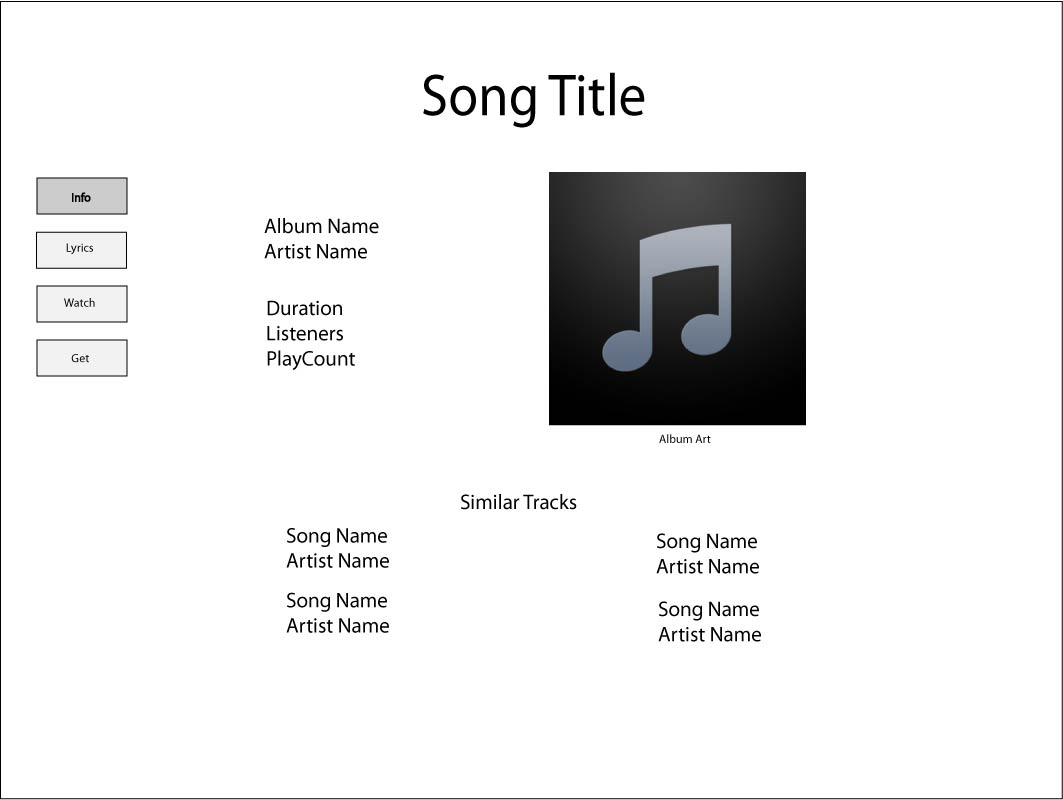 Song Title
Info
Lyrics
Watch
Get
Album Name
Artist Name
Duration
Listeners
PlayCount
Album Art
Similar Tracks
Song Name
Artist Name
Song Name
Artist Name
Song Name
Artist Name
Song Name
Artist Name